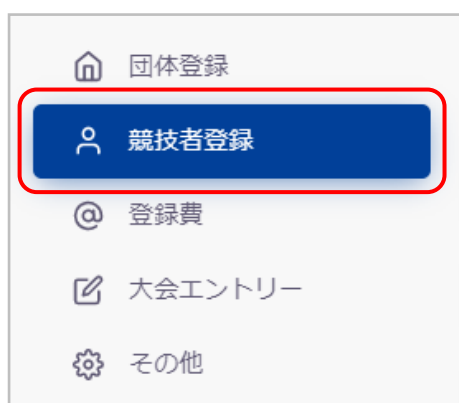 団体登録
競技者登録
登録費
大会エントリー
その他